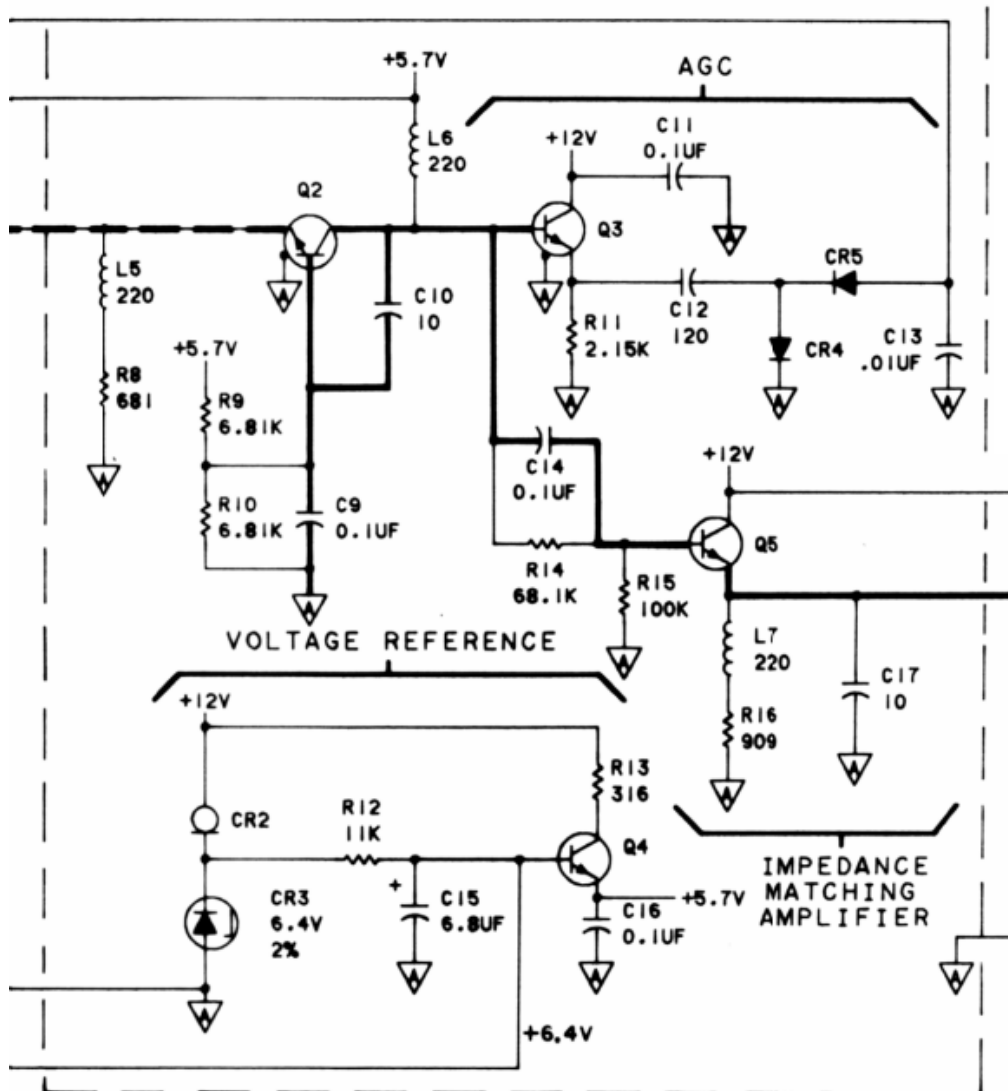 +5.7V
AGC
L6
220
+12V
C11
0.1UF
Q2
Q3
A
L5
220
A
C10
10
A
C12
120
CR5
R11
2.15K
CR4
C13
.01UF
+5.7V
R8
681
R9
6.81K
A
A
A
A
C14
0.1UF
+12V
R10
6.81K
C9
0.1UF
Q5
R14
68.1K
R15
100K
A
A
VOLTAGE REFERENCE
L7
220
C17
10
+12V
R16
909
A
A
R13
316
CR2
R12
11K
Q4
IMPEDANCE
MATCHING
AMPLIFIER
CR3
6.4V
2%
+
C15
6.8UF
+5.7V
C16
0.1UF
A
A
A
A
+6.4V